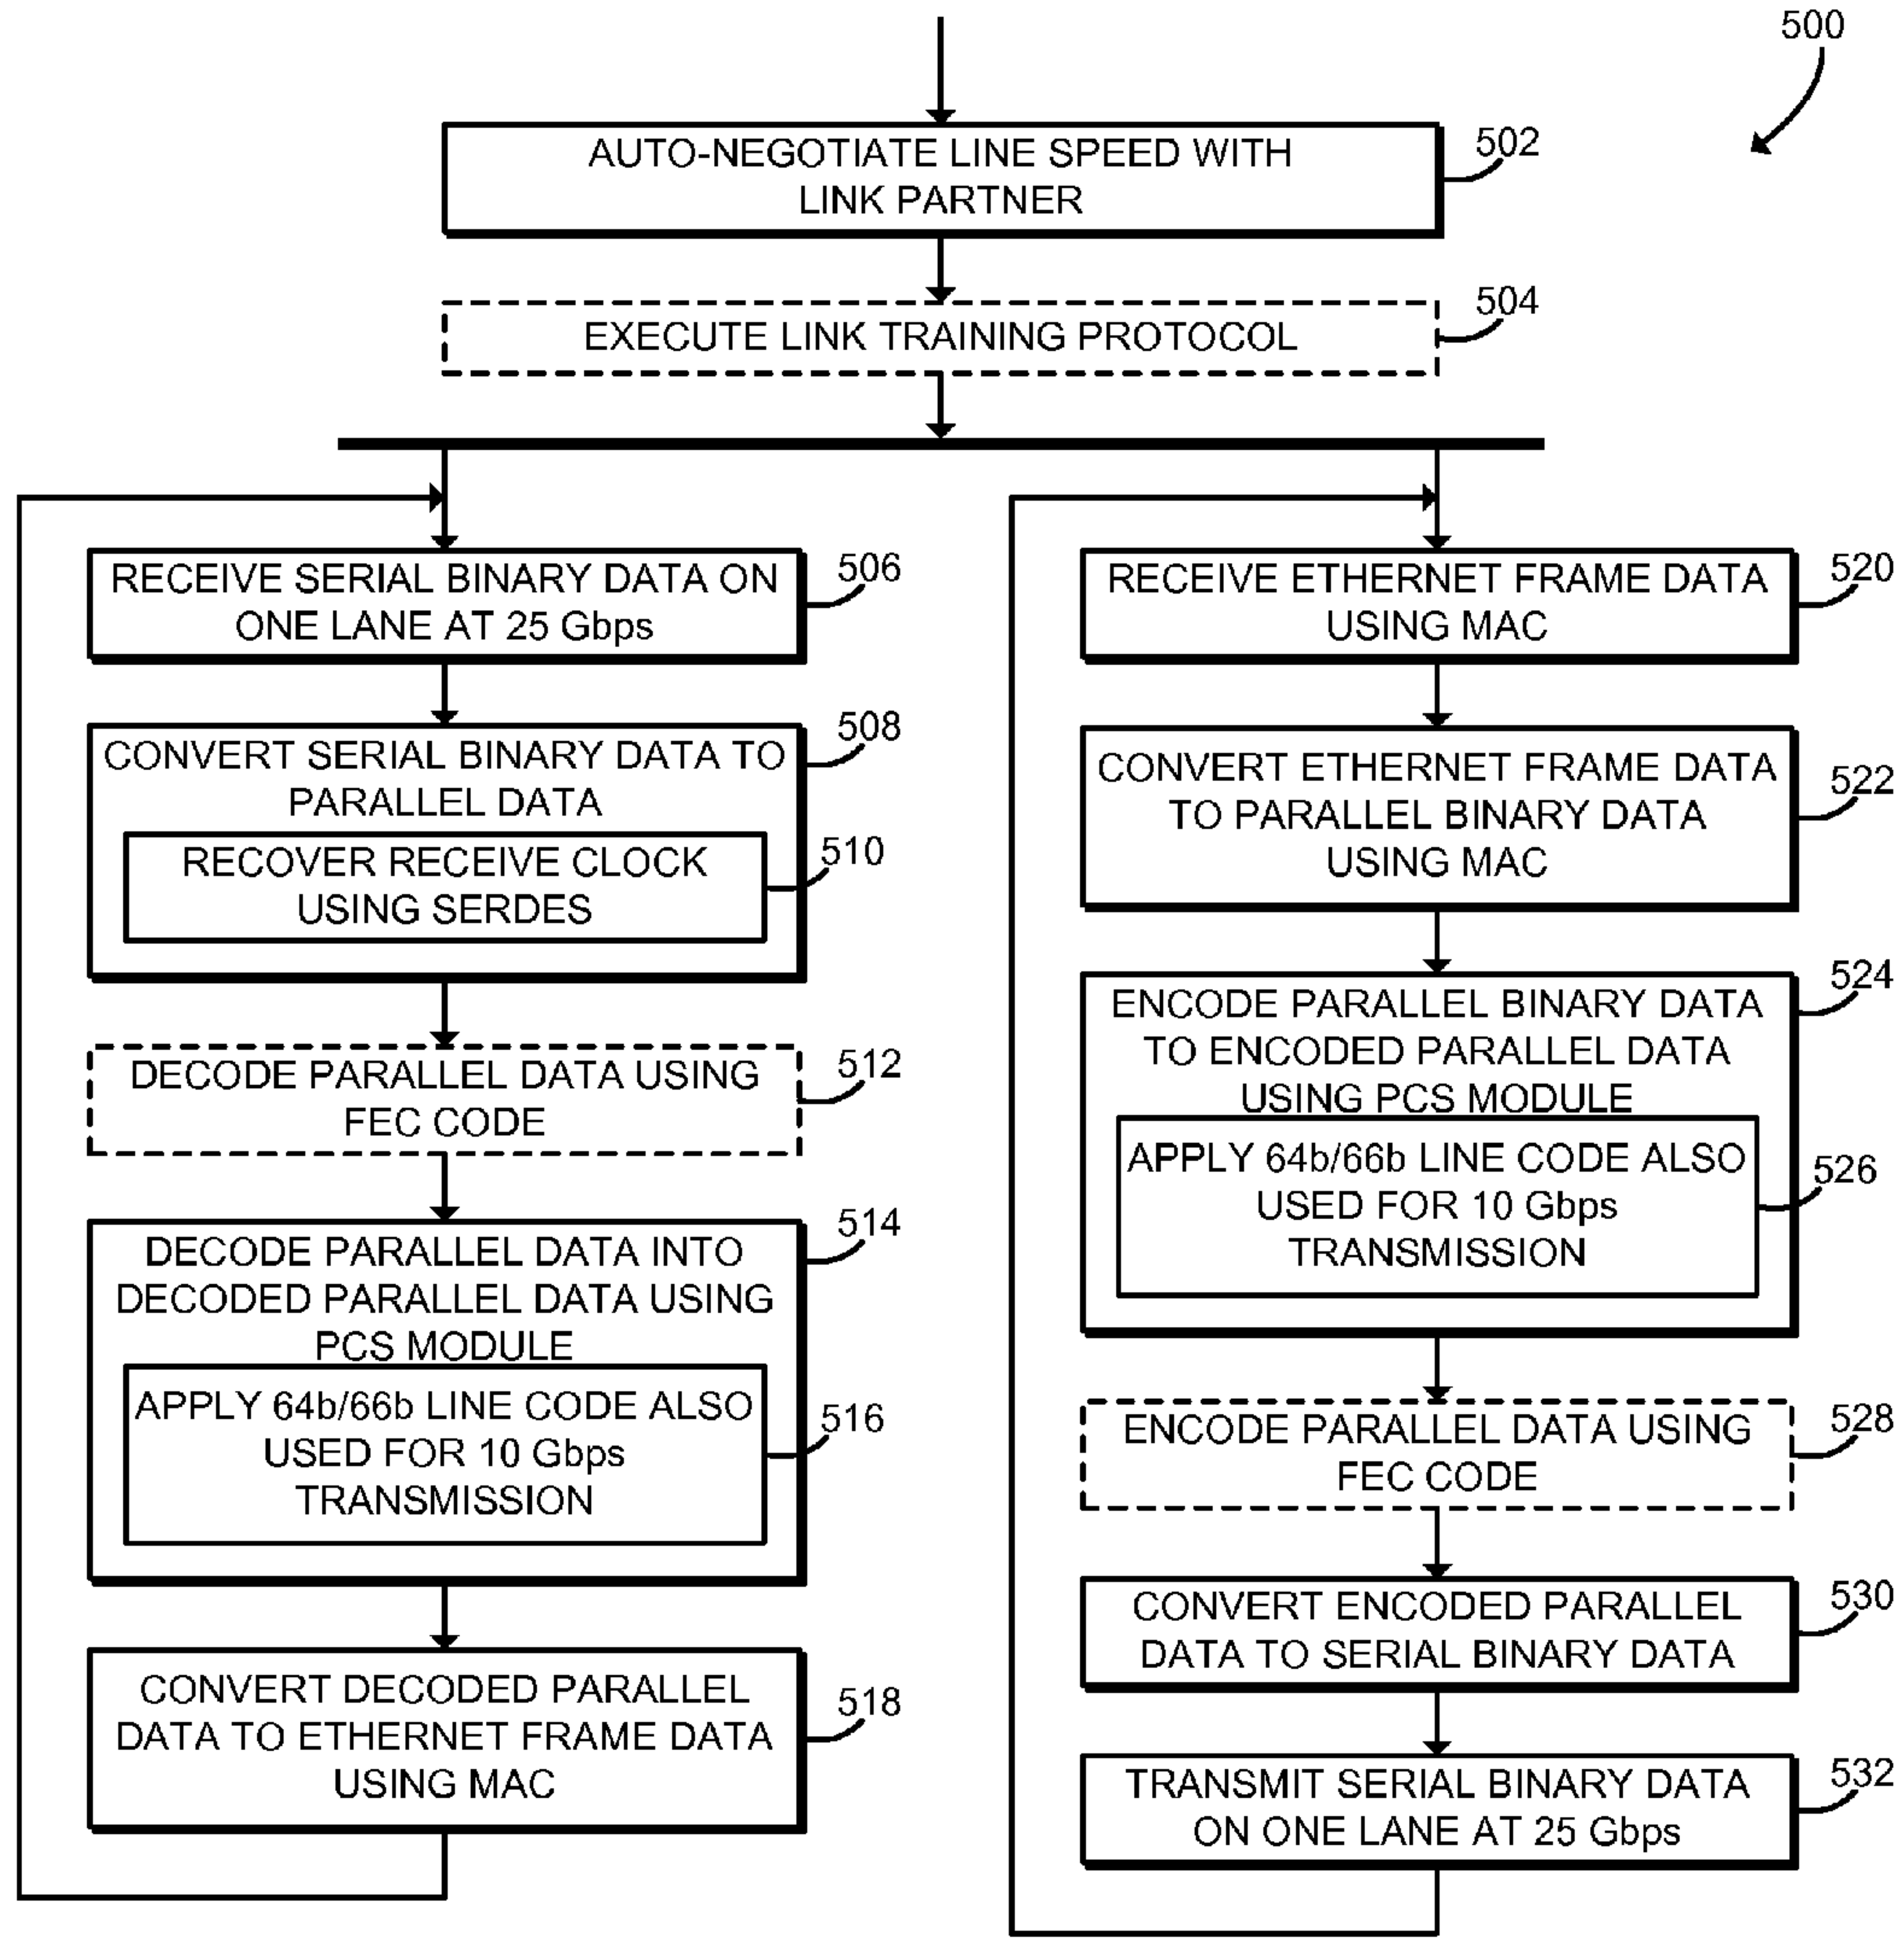 500
AUTO-NEGOTIATE LINE SPEED WITH
LINK PARTNER
502
EXECUTE LINK TRAINING PROTOCOL
504
RECEIVE SERIAL BINARY DATA ON
ONE LANE AT 25 Gbps
506
CONVERT SERIAL BINARY DATA TO
PARALLEL DATA
508
RECOVER RECEIVE CLOCK
USING SERDES
510
DECODE PARALLEL DATA USING
FEC CODE
512
DECODE PARALLEL DATA INTO
DECODED PARALLEL DATA USING
PCS MODULE
514
APPLY 64b/66b LINE CODE ALSO
USED FOR 10 Gbps
TRANSMISSION
516
CONVERT DECODED PARALLEL
DATA TO ETHERNET FRAME DATA
USING MAC
518
RECEIVE ETHERNET FRAME DATA
USING MAC
520
CONVERT ETHERNET FRAME DATA
TO PARALLEL BINARY DATA
USING MAC
522
ENCODE PARALLEL BINARY DATA
TO ENCODED PARALLEL DATA
USING PCS MODULE
524
APPLY 64b/66b LINE CODE ALSO
USED FOR 10 Gbps
TRANSMISSION
526
ENCODE PARALLEL DATA USING
FEC CODE
528
CONVERT ENCODED PARALLEL
DATA TO SERIAL BINARY DATA
530
TRANSMIT SERIAL BINARY DATA
ON ONE LANE AT 25 Gbps
532